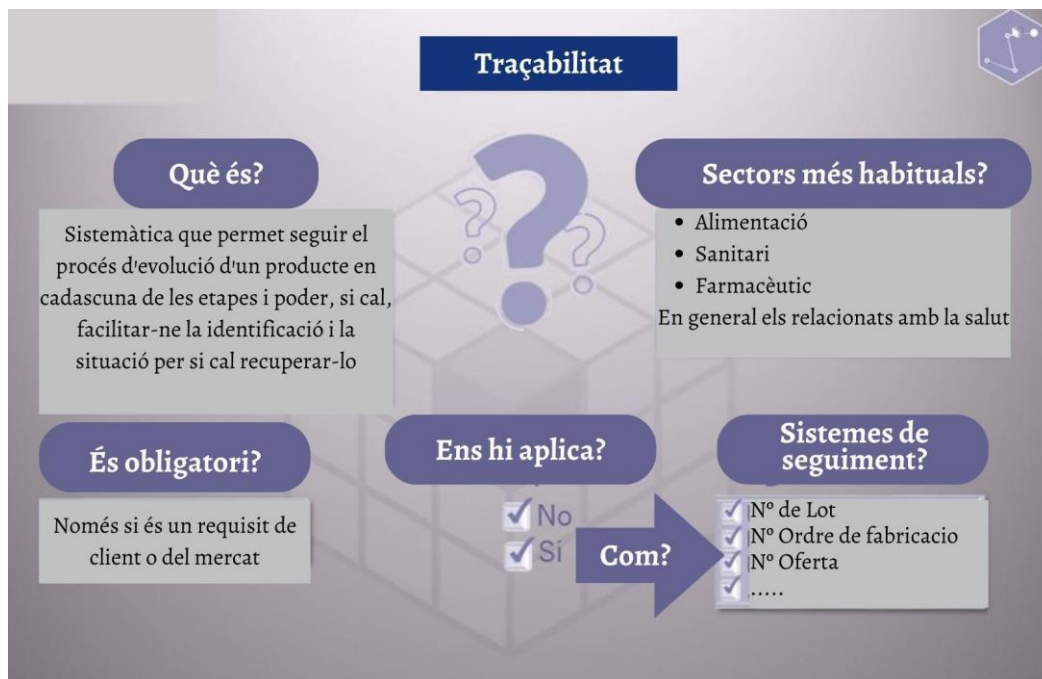 Traçabilitat
Què és?
Sistemàtica que permet seguir el
procés d'evolució d'un producte en
cadascuna de les etapes i poder, si cal,
facilitar-ne la identificació i la
situació per si cal recuperar-lo
Sectors més habituals?
• Alimentació
• Sanitari
• Farmacèutic
En general els relacionats amb la salut
És obligatori?
Només si és un requisit de
client o del mercat
Ens hi aplica?
No
Si
Com?
Sistemes de
seguiment?
Nº de Lot
Nº Ordre de fabricacio
Nº Oferta
.....